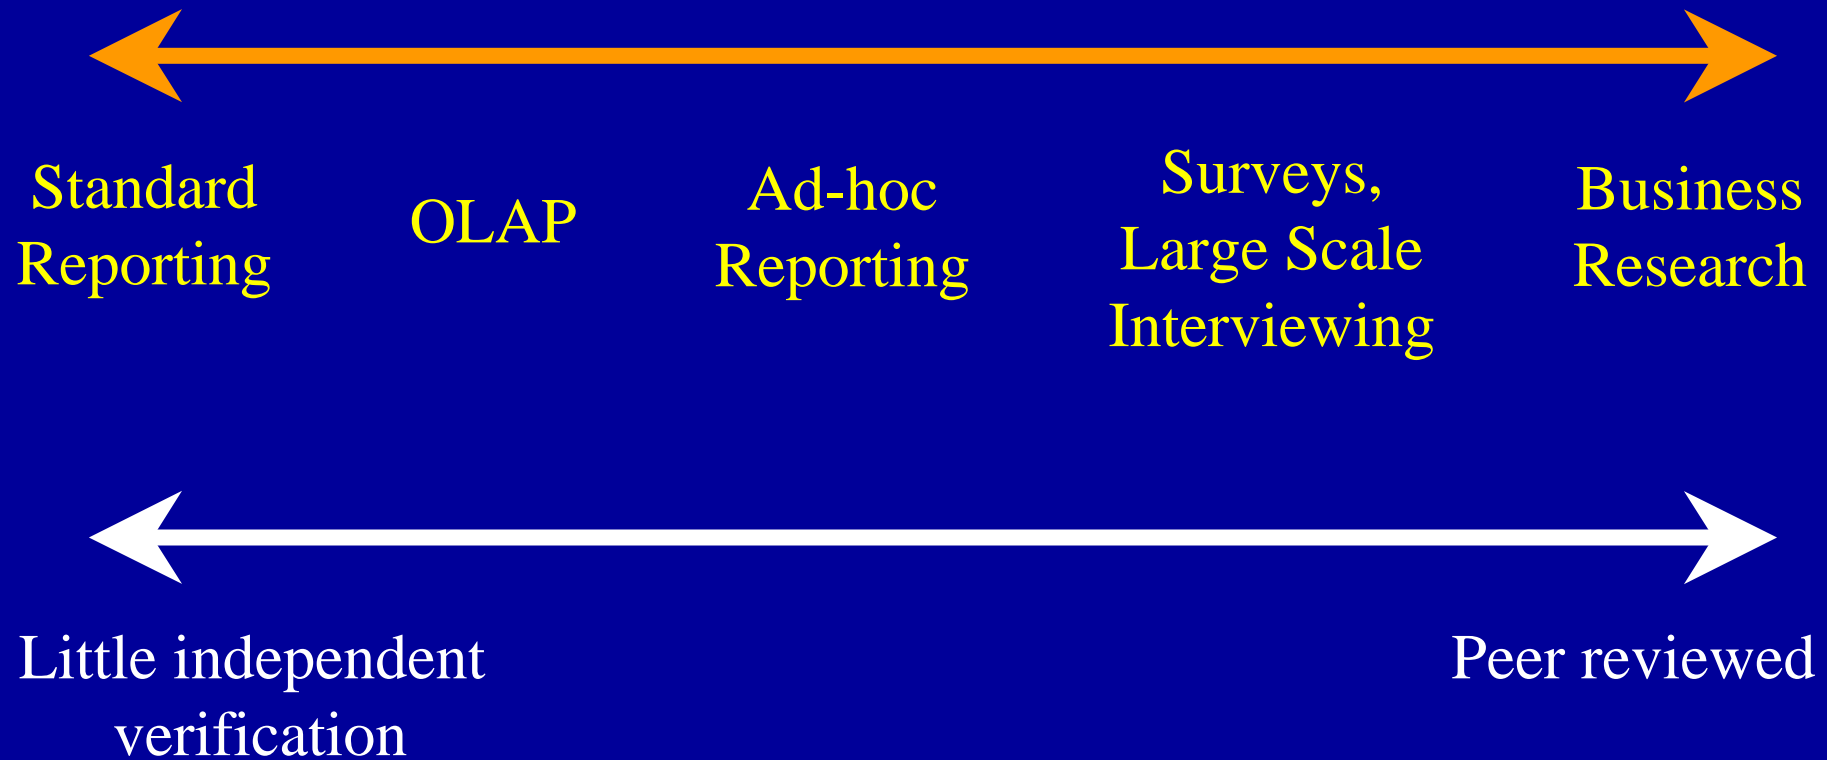 Standard
Reporting
OLAP
Ad-hoc
Reporting
Surveys,
Large Scale
Interviewing
Business
Research
Little independent
verification
Peer reviewed